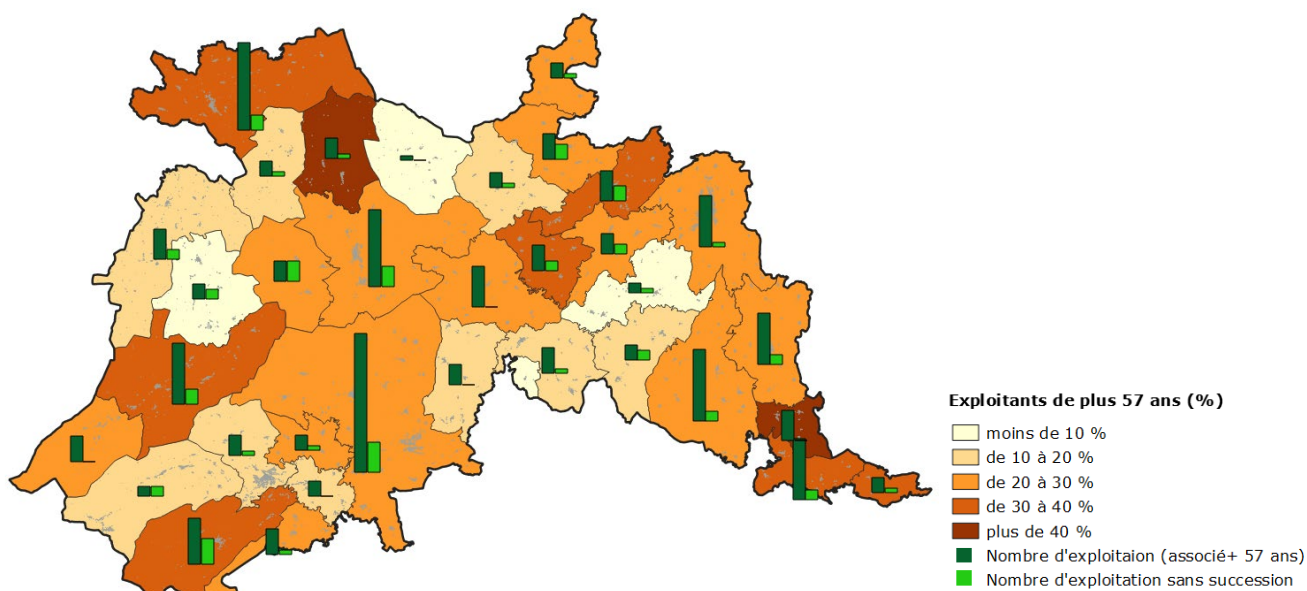 Exploitants de plus 57 ans (%)
moins de 10 %
de 10 à 20 %
de 20 à 30 %
de 30 à 40 %
plus de 40 %
Nombre d'exploitaion (associé+ 57 ans)
Nombre d'exploitation sans succession